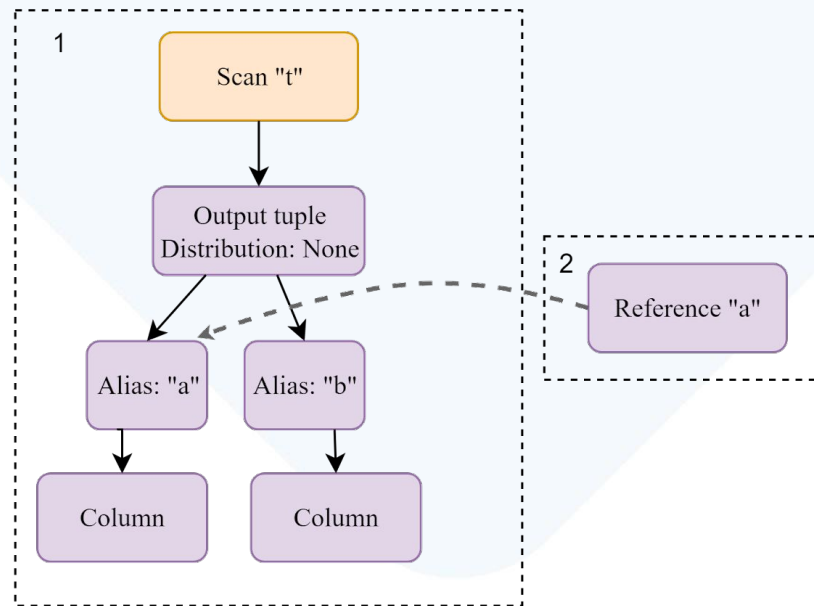 1
Scan "t"
Output tuple
Distribution: None
2
Reference "a"
Alias: "a"
Alias: "b"
Column
Column